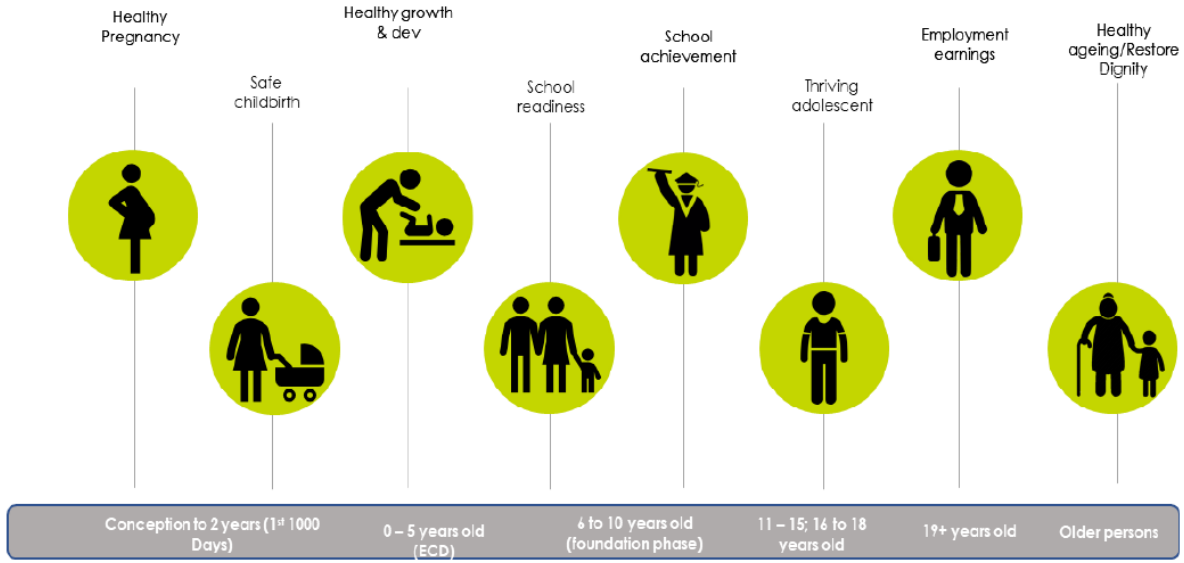 Healthy
Pregnancy
Safe
childbirth
Healthy growth
& dev
School
readiness
School
achievement
Thriving
adolescent
Employment
earnings
Healthy
ageing/Restore
Dignity
Conception to 2 years (1st 1000
Days)
0 – 5 years old
(ECD)
6 to 10 years old
(foundation phase)
11 – 15; 16 to 18
years old
19+ years old
Older persons